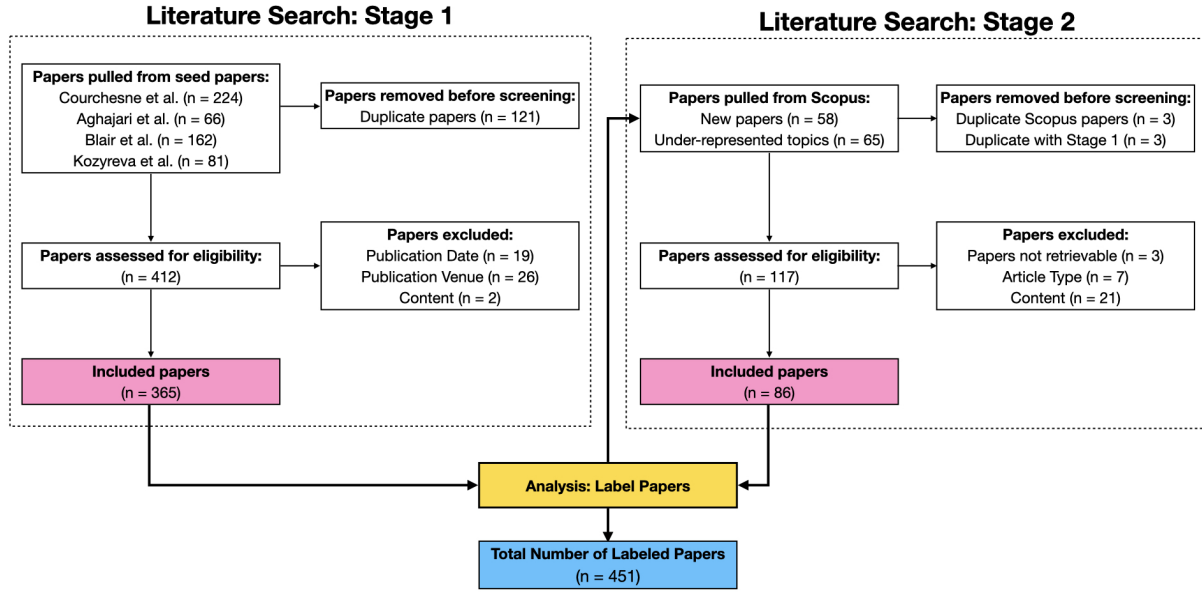 Literature Search: Stage 1
Papers pulled from seed papers:
Courchesne et al. (n = 224)
Aghajari et al. (n = 66)
Blair et al. (n = 162)
Kozyreva et al. (n = 81)
Papers removed before screening:
Duplicate papers (n = 121)
Papers assessed for eligibility:
(n = 412)
Papers excluded:
Publication Date (n = 19)
Publication Venue (n = 26)
Content (n = 2)
Included papers
(n = 365)
Literature Search: Stage 2
Papers pulled from Scopus:
New papers (n = 58)
Under-represented topics (n = 65)
Papers removed before screening:
Duplicate Scopus papers (n = 3)
Duplicate with Stage 1 (n = 3)
Papers assessed for eligibility:
(n = 117)
Papers excluded:
Papers not retrievable (n = 3)
Article Type (n = 7)
Content (n = 21)
Included papers
(n = 86)
Analysis: Label Papers
Total Number of Labeled Papers
(n = 451)